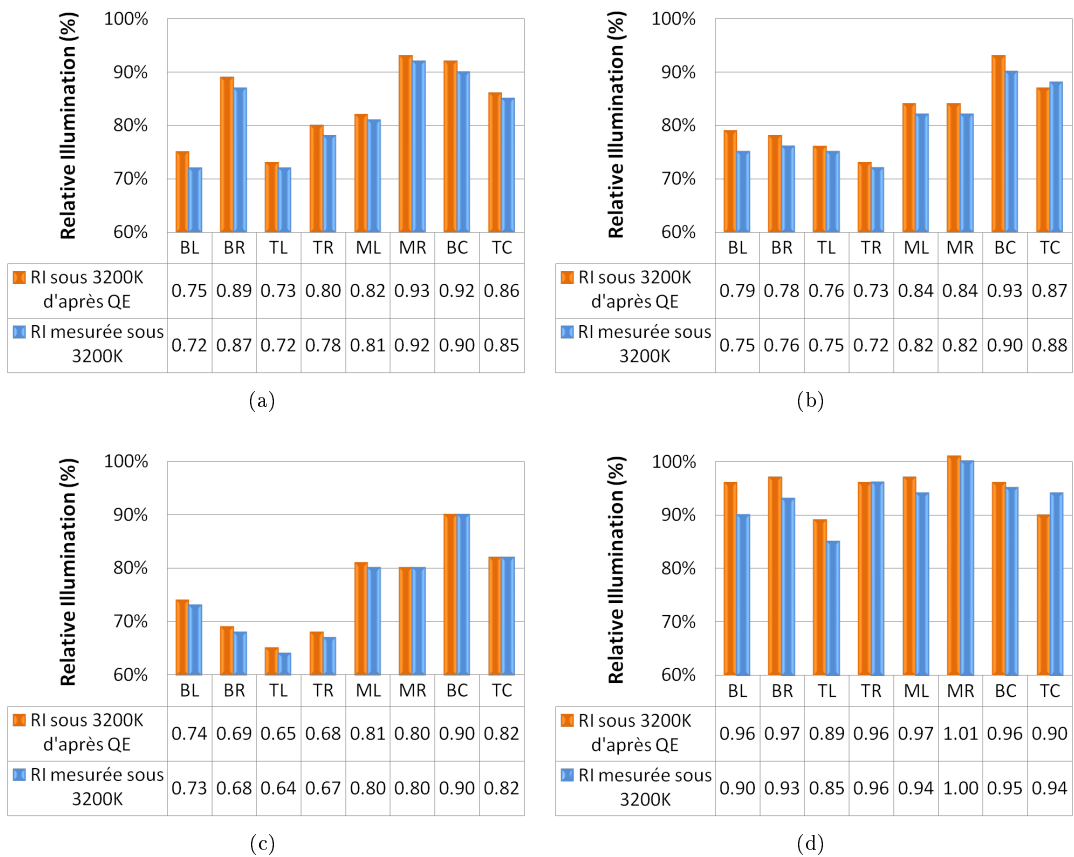 Relative Illumination (%)
100%
90%
80%
70%
60%
BL BR TL TR ML MR BC TC
RI sous 3200K
d'après QE
0.75 0.89 0.73 0.80 0.82 0.93 0.92 0.86
RI mesurée sous
3200K
0.72 0.87 0.72 0.78 0.81 0.92 0.90 0.85
(a)
Relative Illumination (%)
100%
90%
80%
70%
60%
BL BR TL TR ML MR BC TC
RI sous 3200K
d'après QE
0.79 0.78 0.76 0.73 0.84 0.84 0.93 0.87
RI mesurée sous
3200K
0.75 0.76 0.75 0.72 0.82 0.82 0.90 0.88
(b)
Relative Illumination (%)
100%
90%
80%
70%
60%
BL BR TL TR ML MR BC TC
RI sous 3200K
d'après QE
0.74 0.69 0.65 0.68 0.81 0.80 0.90 0.82
RI mesurée sous
3200K
0.73 0.68 0.64 0.67 0.80 0.80 0.90 0.82
(c)
Relative Illumination (%)
100%
90%
80%
70%
60%
BL BR TL TR ML MR BC TC
RI sous 3200K
d'après QE
0.96 0.97 0.89 0.96 0.97 1.01 0.96 0.90
RI mesurée sous
3200K
0.90 0.93 0.85 0.96 0.94 1.00 0.95 0.94
(d)